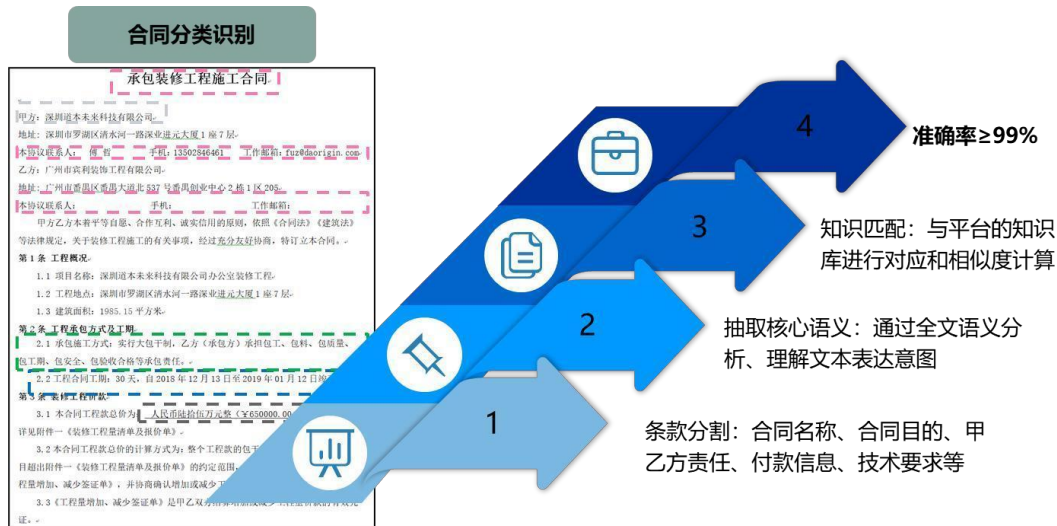 合同分类识别
承包装修工程施工合同
甲方：深圳道本未来科技有限公司
地址：深圳市罗湖区清水河一路深业进元大厦1座7层
本协议联系人： 傅 哲 手机：13502846461 工作邮箱：fuz@daorigin.com
乙方：广州市宾利装饰工程有限公司
地址：广州市番禺区番禺大道北537号番禺创业中心2栋1区205
本协议联系人： 手机： 工作邮箱：
甲方乙方本着平等自愿、合作互利、诚实信用的原则，依照《合同法》《建筑法》
等法律规定，关于装修工程施工的有关事项，经过充分友好协商，特订立本合同。
第1条 工程概况
1.1 项目名称：深圳道本未来科技有限公司办公室装修工程
1.2 工程地点：深圳市罗湖区清水河一路深业进元大厦1座7层
1.3 建筑面积：1985.15平方米
第2条 工程承包方式及工期
2.1 承包施工方式：实行大包干制，乙方（承包方）承担包工、包料、包质量、
包工期、包安全、包验收合格等承包责任。
2.2 工程合同工期：30天，自2018年12月13日至2019年01月12日
第3条 装修工程价款
3.1 本合同工程款总价为 人民币陆拾伍万元整（¥650000.00
详见附件一《装修工程量清单及报价单》
3.2 本合同工程款总价的计算方式为：整个工程款的包干
目超出附件一《装修工程量清单及报价单》的约定范围
程量增加、减少签证单》，并协商确认增加或减少
3.3《工程量增加、减少签证单》是甲乙双方
证。
4
准确率≥99%
3
知识匹配：与平台的知识
库进行对应和相似度计算
2
抽取核心语义：通过全文语义分
析、理解文本表达意图
1
条款分割：合同名称、合同目的、甲
乙方责任、付款信息、技术要求等